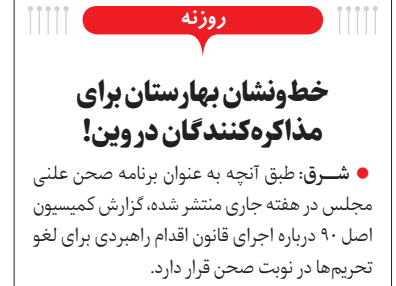 روزنه
خط‌ونشان بهارستان برای
مذاکره‌کنندگان در وین!
● شــرق: طبق آنچه به عنوان برنامه صحن علنی
مجلس در هفته جاری منتشر شده، گزارش کمیسیون
اصل ۹۰ درباره اجرای قانون اقدام راهبردی برای لغو
تحریم‌ها در نوبت صحن قرار دارد.